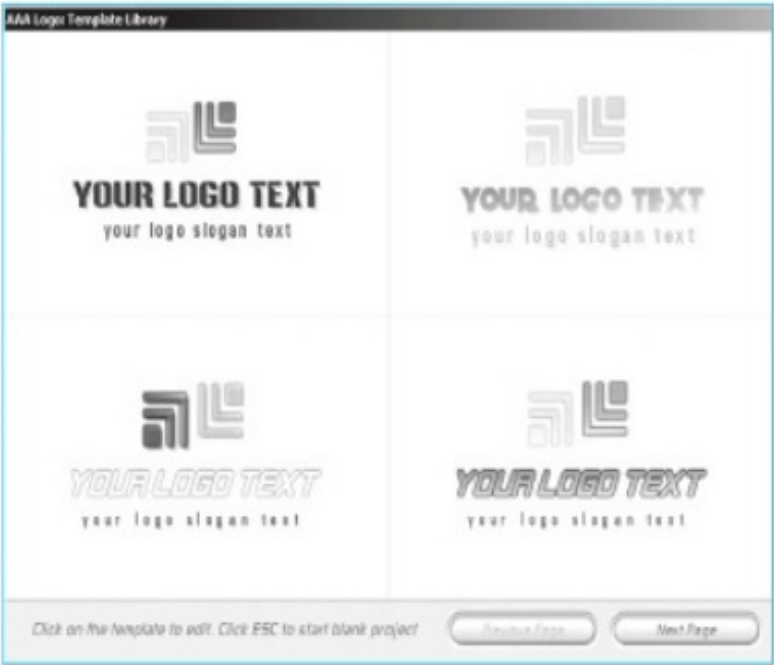 AAA Logo: Template Library
YOUR LOGO TEXT
your logo slogan text
YOUR LOGO TEXT
your logo slogan text
YOUR LOGO TEXT
your logo slogan text
YOUR LOGO TEXT
your logo slogan text
Click on the template to edit. Click ESC to start blank project
Previous Page
Next Page